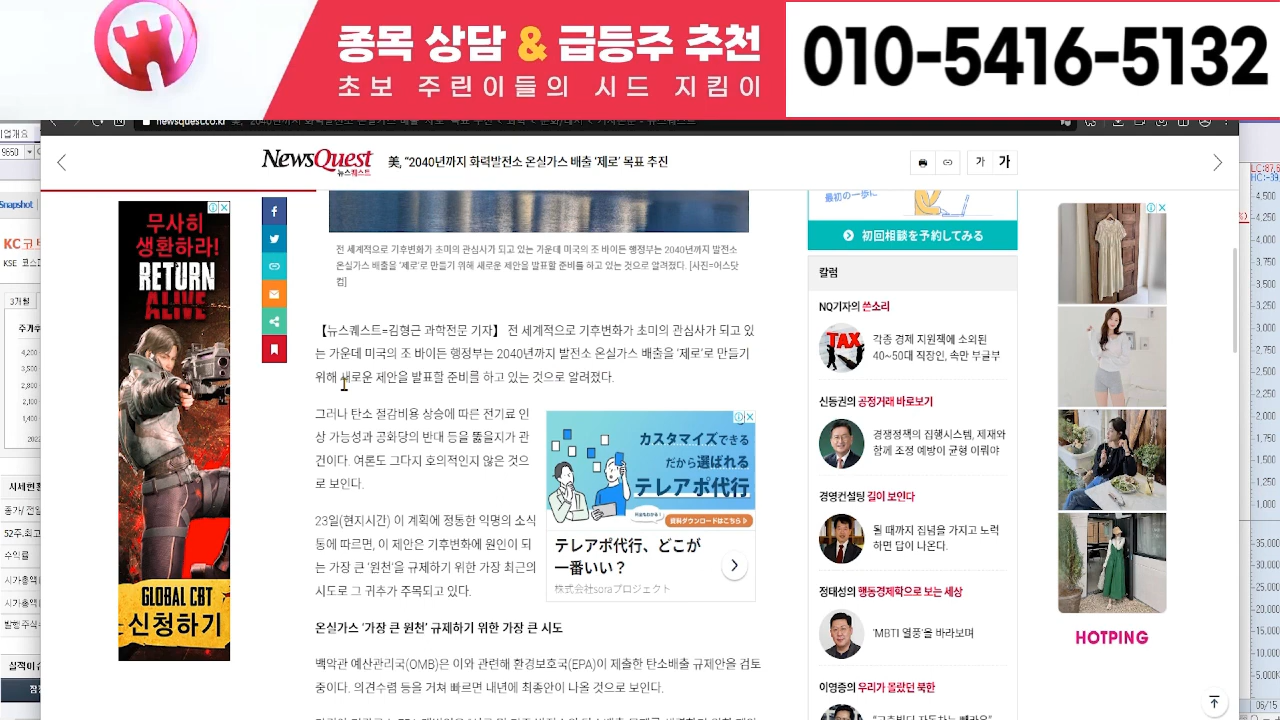 종목 상담 & 급등주 추천
초보 주린이들의 시드 지킴이
010-5416-5132
NewsQuest
뉴스퀘스트
美, “2040년까지 화력발전소 온실가스 배출 ‘제로’ 목표 추진
가 가
무사히
생환하라!
RETURN
ALIVE
GLOBAL CBT
신청하기
전 세계적으로 기후변화가 초미의 관심사가 되고 있는 가운데 미국의 조 바이든 행정부는 2040년까지 발전소
온실가스 배출을 ‘제로’로 만들기 위해 새로운 제안을 발표할 준비를 하고 있는 것으로 알려졌다. [사진=어스닷
컴]
【뉴스퀘스트=김형근 과학전문 기자】 전 세계적으로 기후변화가 초미의 관심사가 되고 있
는 가운데 미국의 조 바이든 행정부는 2040년까지 발전소 온실가스 배출을 ‘제로’로 만들기
위해 새로운 제안을 발표할 준비를 하고 있는 것으로 알려졌다.
그러나 탄소 절감비용 상승에 따른 전기료 인
상 가능성과 공화당의 반대 등을 뚫을지가 관
건이다. 여론도 그다지 호의적인지 않은 것으
로 보인다.
23일(현지시간) 이 계획에 정통한 익명의 소식
통에 따르면, 이 제안은 기후변화에 원인이 되
는 가장 큰 ‘원천’을 규제하기 위한 가장 최근의
시도로 그 귀추가 주목되고 있다.
온실가스 ‘가장 큰 원천’ 규제하기 위한 가장 큰 시도
백악관 예산관리국(OMB)은 이와 관련해 환경보호국(EPA)이 제출한 탄소배출 규제안을 검토
중이다. 의견수렴 등을 거쳐 빠르면 내년에 최종안이 나올 것으로 보인다.
カスタマイズできる
だから選ばれる
テレアポ代行
資料ダウンロードはこちら
テレアポ代行、どこが
一番いい？
株式会社soraプロジェクト
最初の一歩に
初回相談を予約してみる
칼럼
NQ기자의 쓴소리
TAX
각종 경제 지원책에 소외된
40~50대 직장인, 속만 부글부
신동권의 공정거래 바로보기
경쟁정책의 집행시스템, 제재와
함께 조정 예방이 균형 이뤄야
경영컨설팅 길이 보인다
될 때까지 집념을 가지고 노력
하면 답이 나온다.
정태성의 행동경제학으로 보는 세상
‘MBTI 열풍’을 바라보며
이영종의 우리가 몰랐던 북한
HOTPING